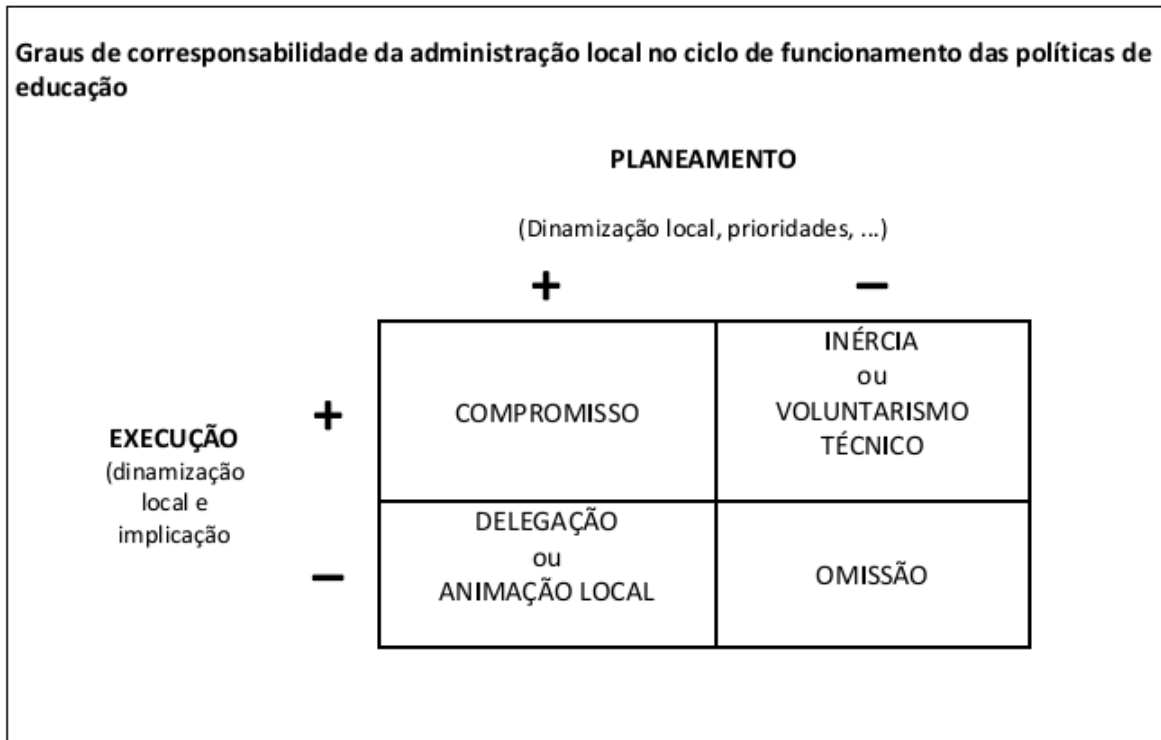 Graus de corresponsabilidade da administração local no ciclo de funcionamento das políticas de
educação
PLANEAMENTO
(Dinamização local, prioridades, ...)
+ −
+
EXECUÇÃO
(dinamização
local e
implicação
−
COMPROMISSO
INÉRCIA
ou
VOLUNTARISMO
TÉCNICO
DELEGAÇÃO
ou
ANIMAÇÃO LOCAL
OMISSÃO